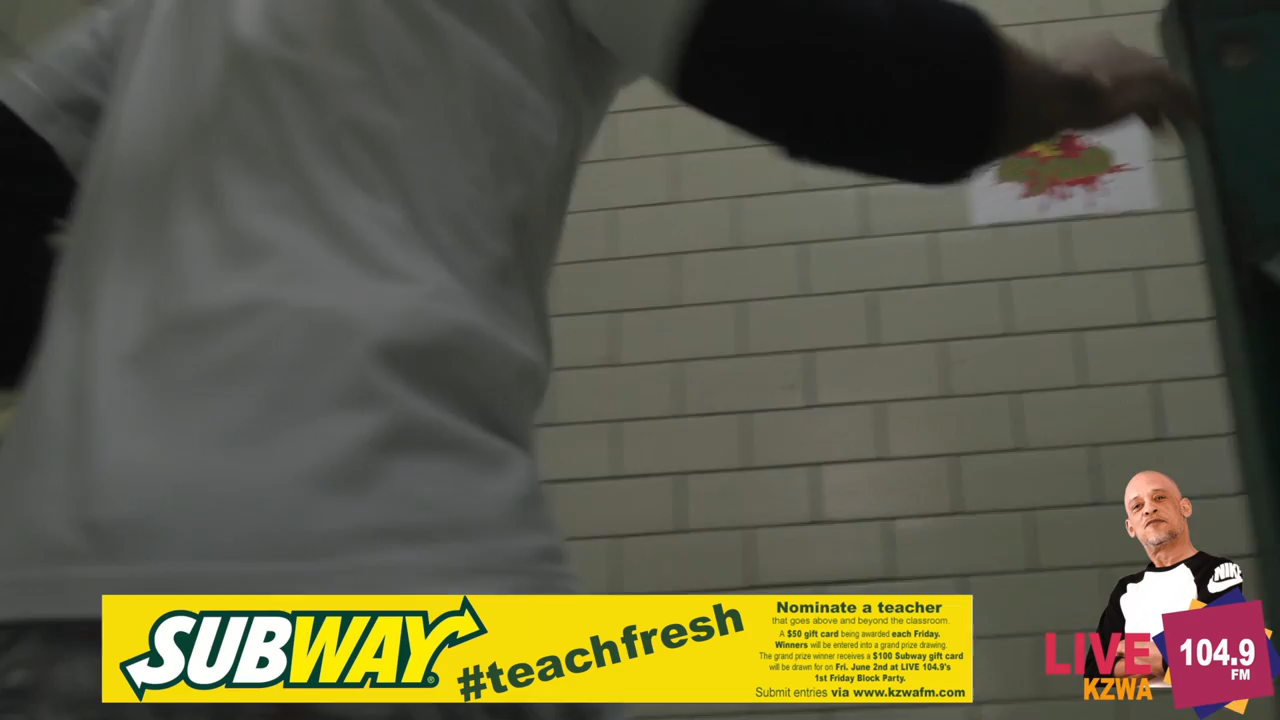 SUBWAY
#teachfresh
Nominate a teacher
that goes above and beyond the classroom.
A $50 gift card being awarded each Friday.
Winners will be entered into a grand prize drawing.
The grand prize winner receives a $100 Subway gift card
will be drawn for on Fri. June 2nd at LIVE 104.9's
1st Friday Block Party.
Submit entries via www.kzwafm.com
NIKE
LIVE
KZWA
104.9
FM